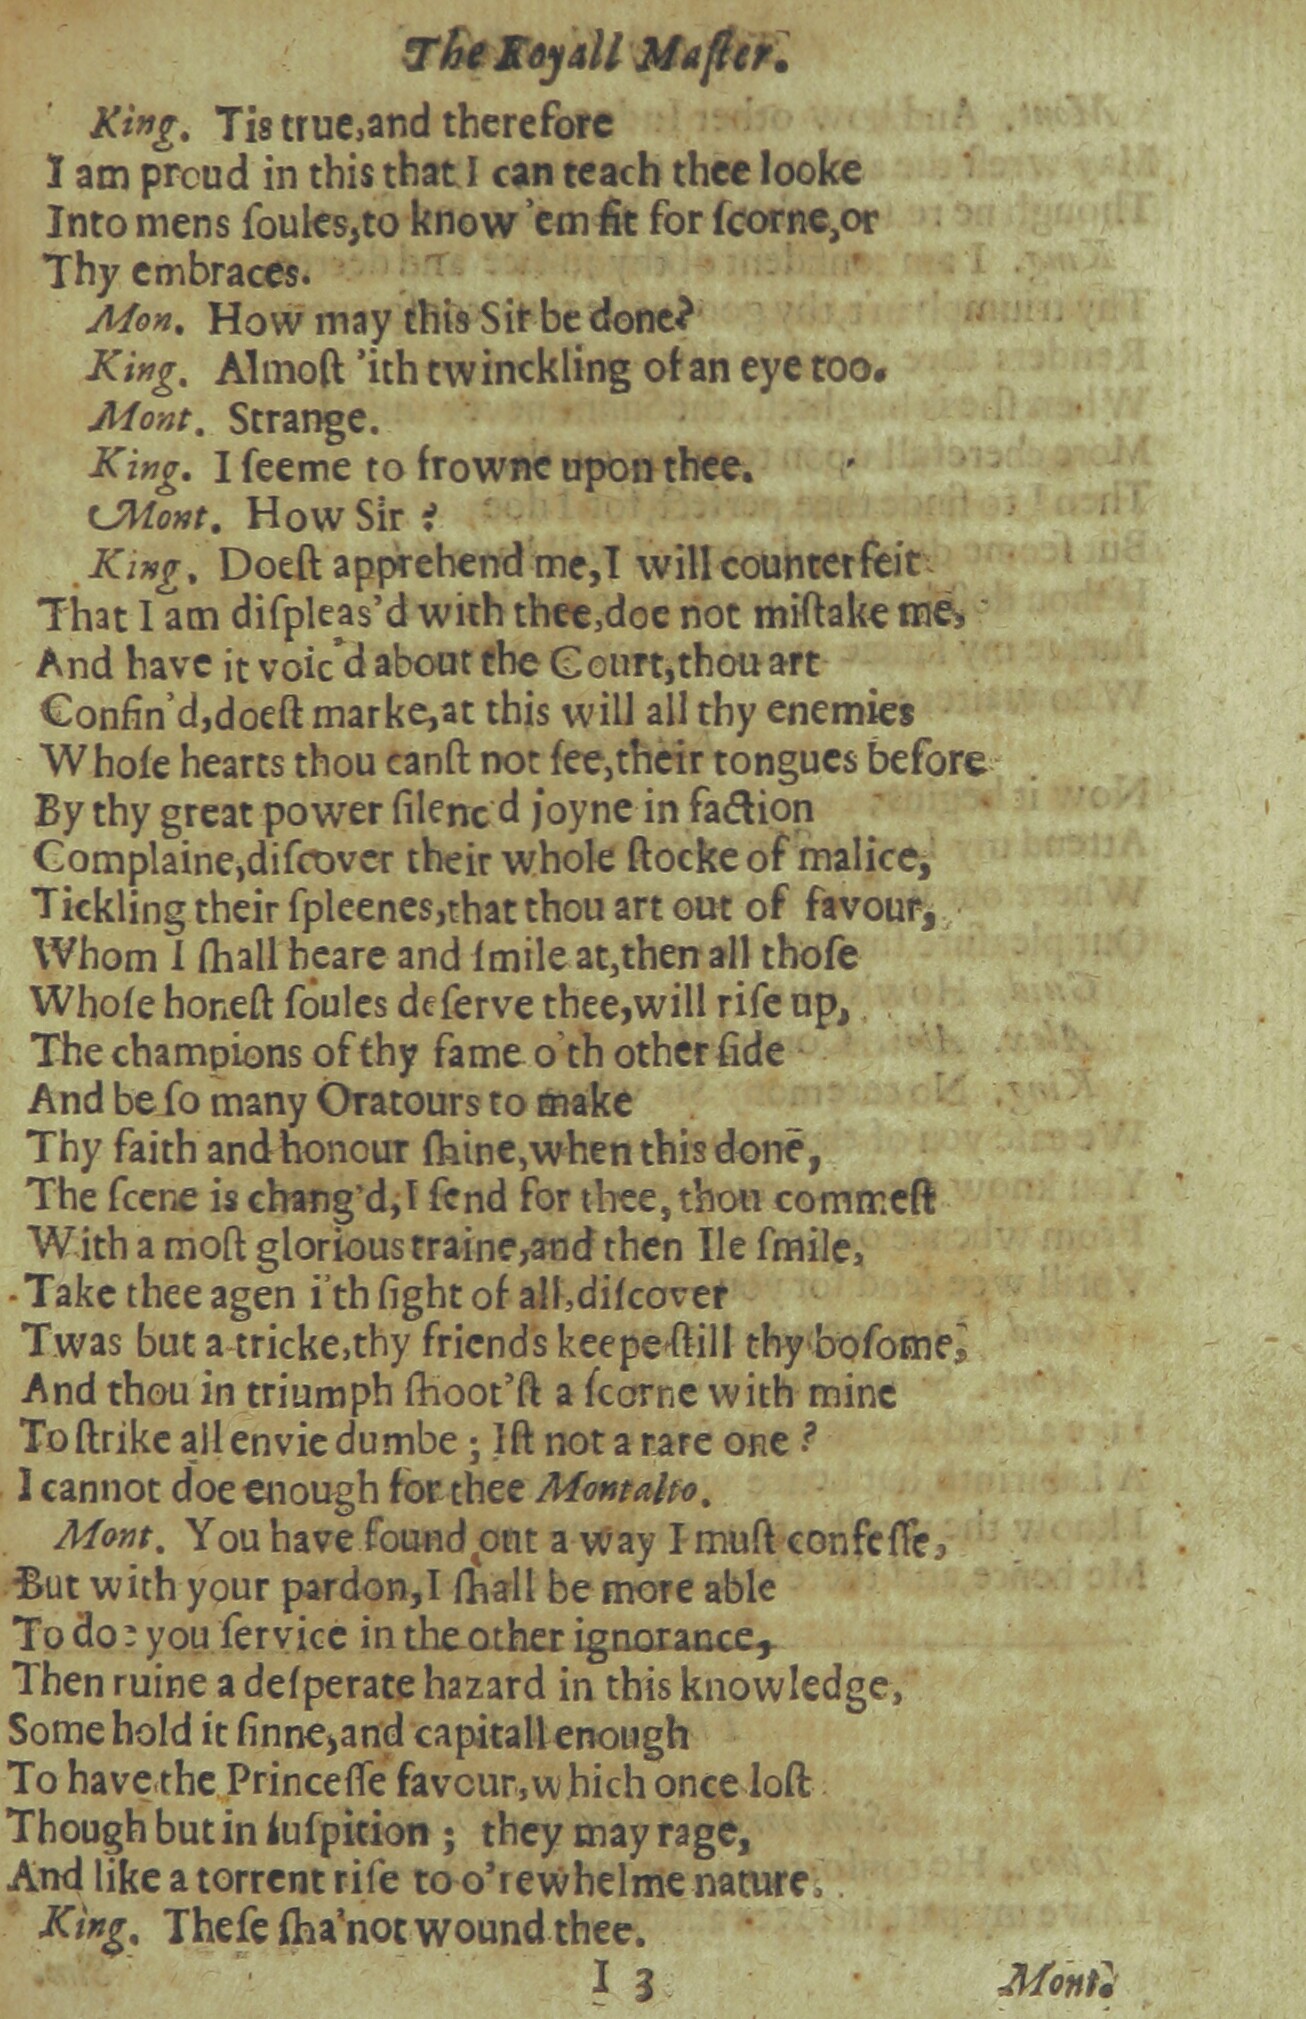 The Royall Maſter.
King. Tis true,and therefore
I am proud in this that I can teach thee looke
Into mens ſoules,to know 'em fit for ſcorne,or
Thy embraces.
Mon. How may this Sir be done?
King. Almoſt 'ith twinckling of an eye too.
Mont. Strange.
King. I ſeeme to frowne upon thee.
Mont. How Sir ?
King. Doeſt apprehend me,I will counterfeit
That I am diſpleas'd with thee,doe not miſtake me,
And have it voic'd about the Court,thou art
Confin'd,doeſt marke,at this will all thy enemies
Whoſe hearts thou canſt not ſee,their tongues before
By thy great power ſilenc'd joyne in faction
Complaine,diſcover their whole ſtocke of malice,
Tickling their ſpleenes,that thou art out of favour,
Whom I ſhall heare and ſmile at,then all thoſe
Whoſe honeſt ſoules deſerve thee,will riſe up,
The champions of thy fame o'th other ſide
And be ſo many Oratours to make
Thy faith and honour ſhine,when this done,
The ſcene is chang'd,I ſend for thee, thou commeſt
With a moſt glorious traine,and then Ile ſmile,
Take thee agen i'th ſight of all,diſcover
Twas but a tricke,thy friends keepe ſtill thy boſome,
And thou in triumph ſhoot'ſt a ſcorne with mine
To ſtrike all envie dumbe ; Iſt not a rare one ?
I cannot doe enough for thee Montalto.
Mont. You have found out a way I muſt confeſſe,
But with your pardon,I ſhall be more able
To doe you ſervice in the other ignorance,
Then ruine a deſperate hazard in this knowledge,
Some hold it ſinne,and capitall enough
To have the Princeſſe favour,which once loſt
Though but in ſuſpition ; they may rage,
And like a torrent riſe to o'rewhelme nature.
King. Theſe ſha'not wound thee.
I 3
Mont.